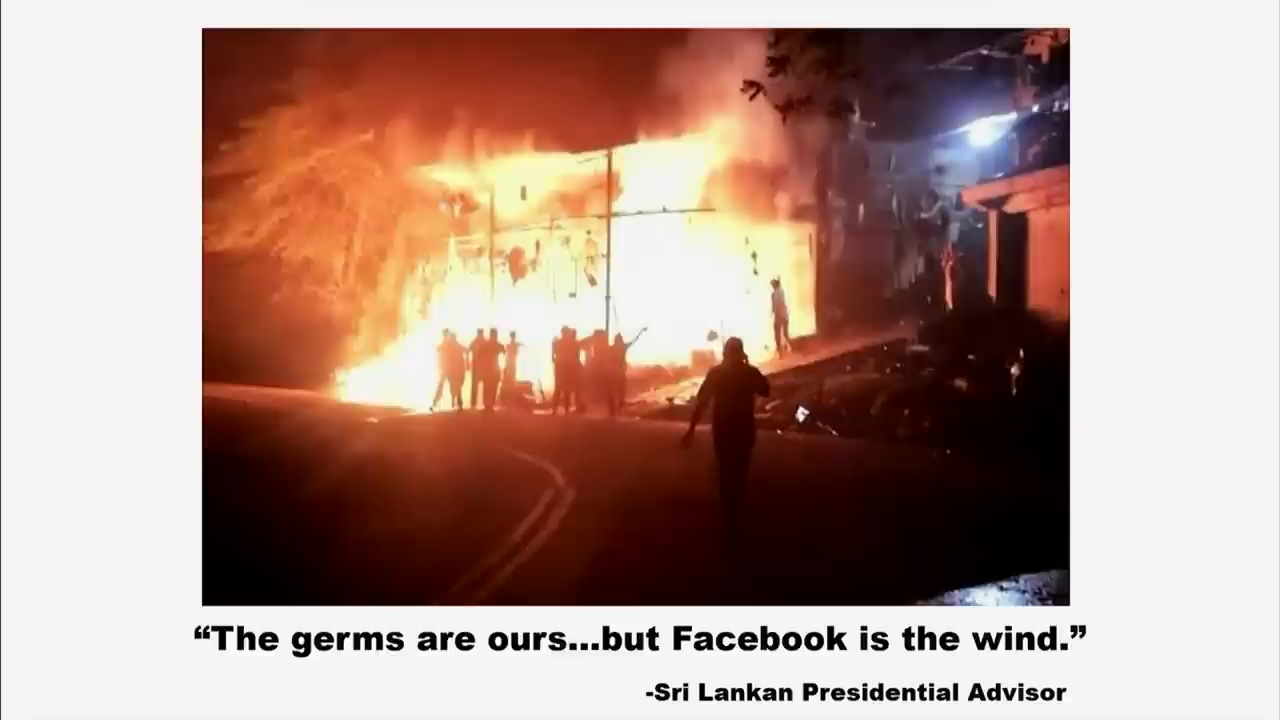 “The germs are ours...but Facebook is the wind.”
-Sri Lankan Presidential Advisor